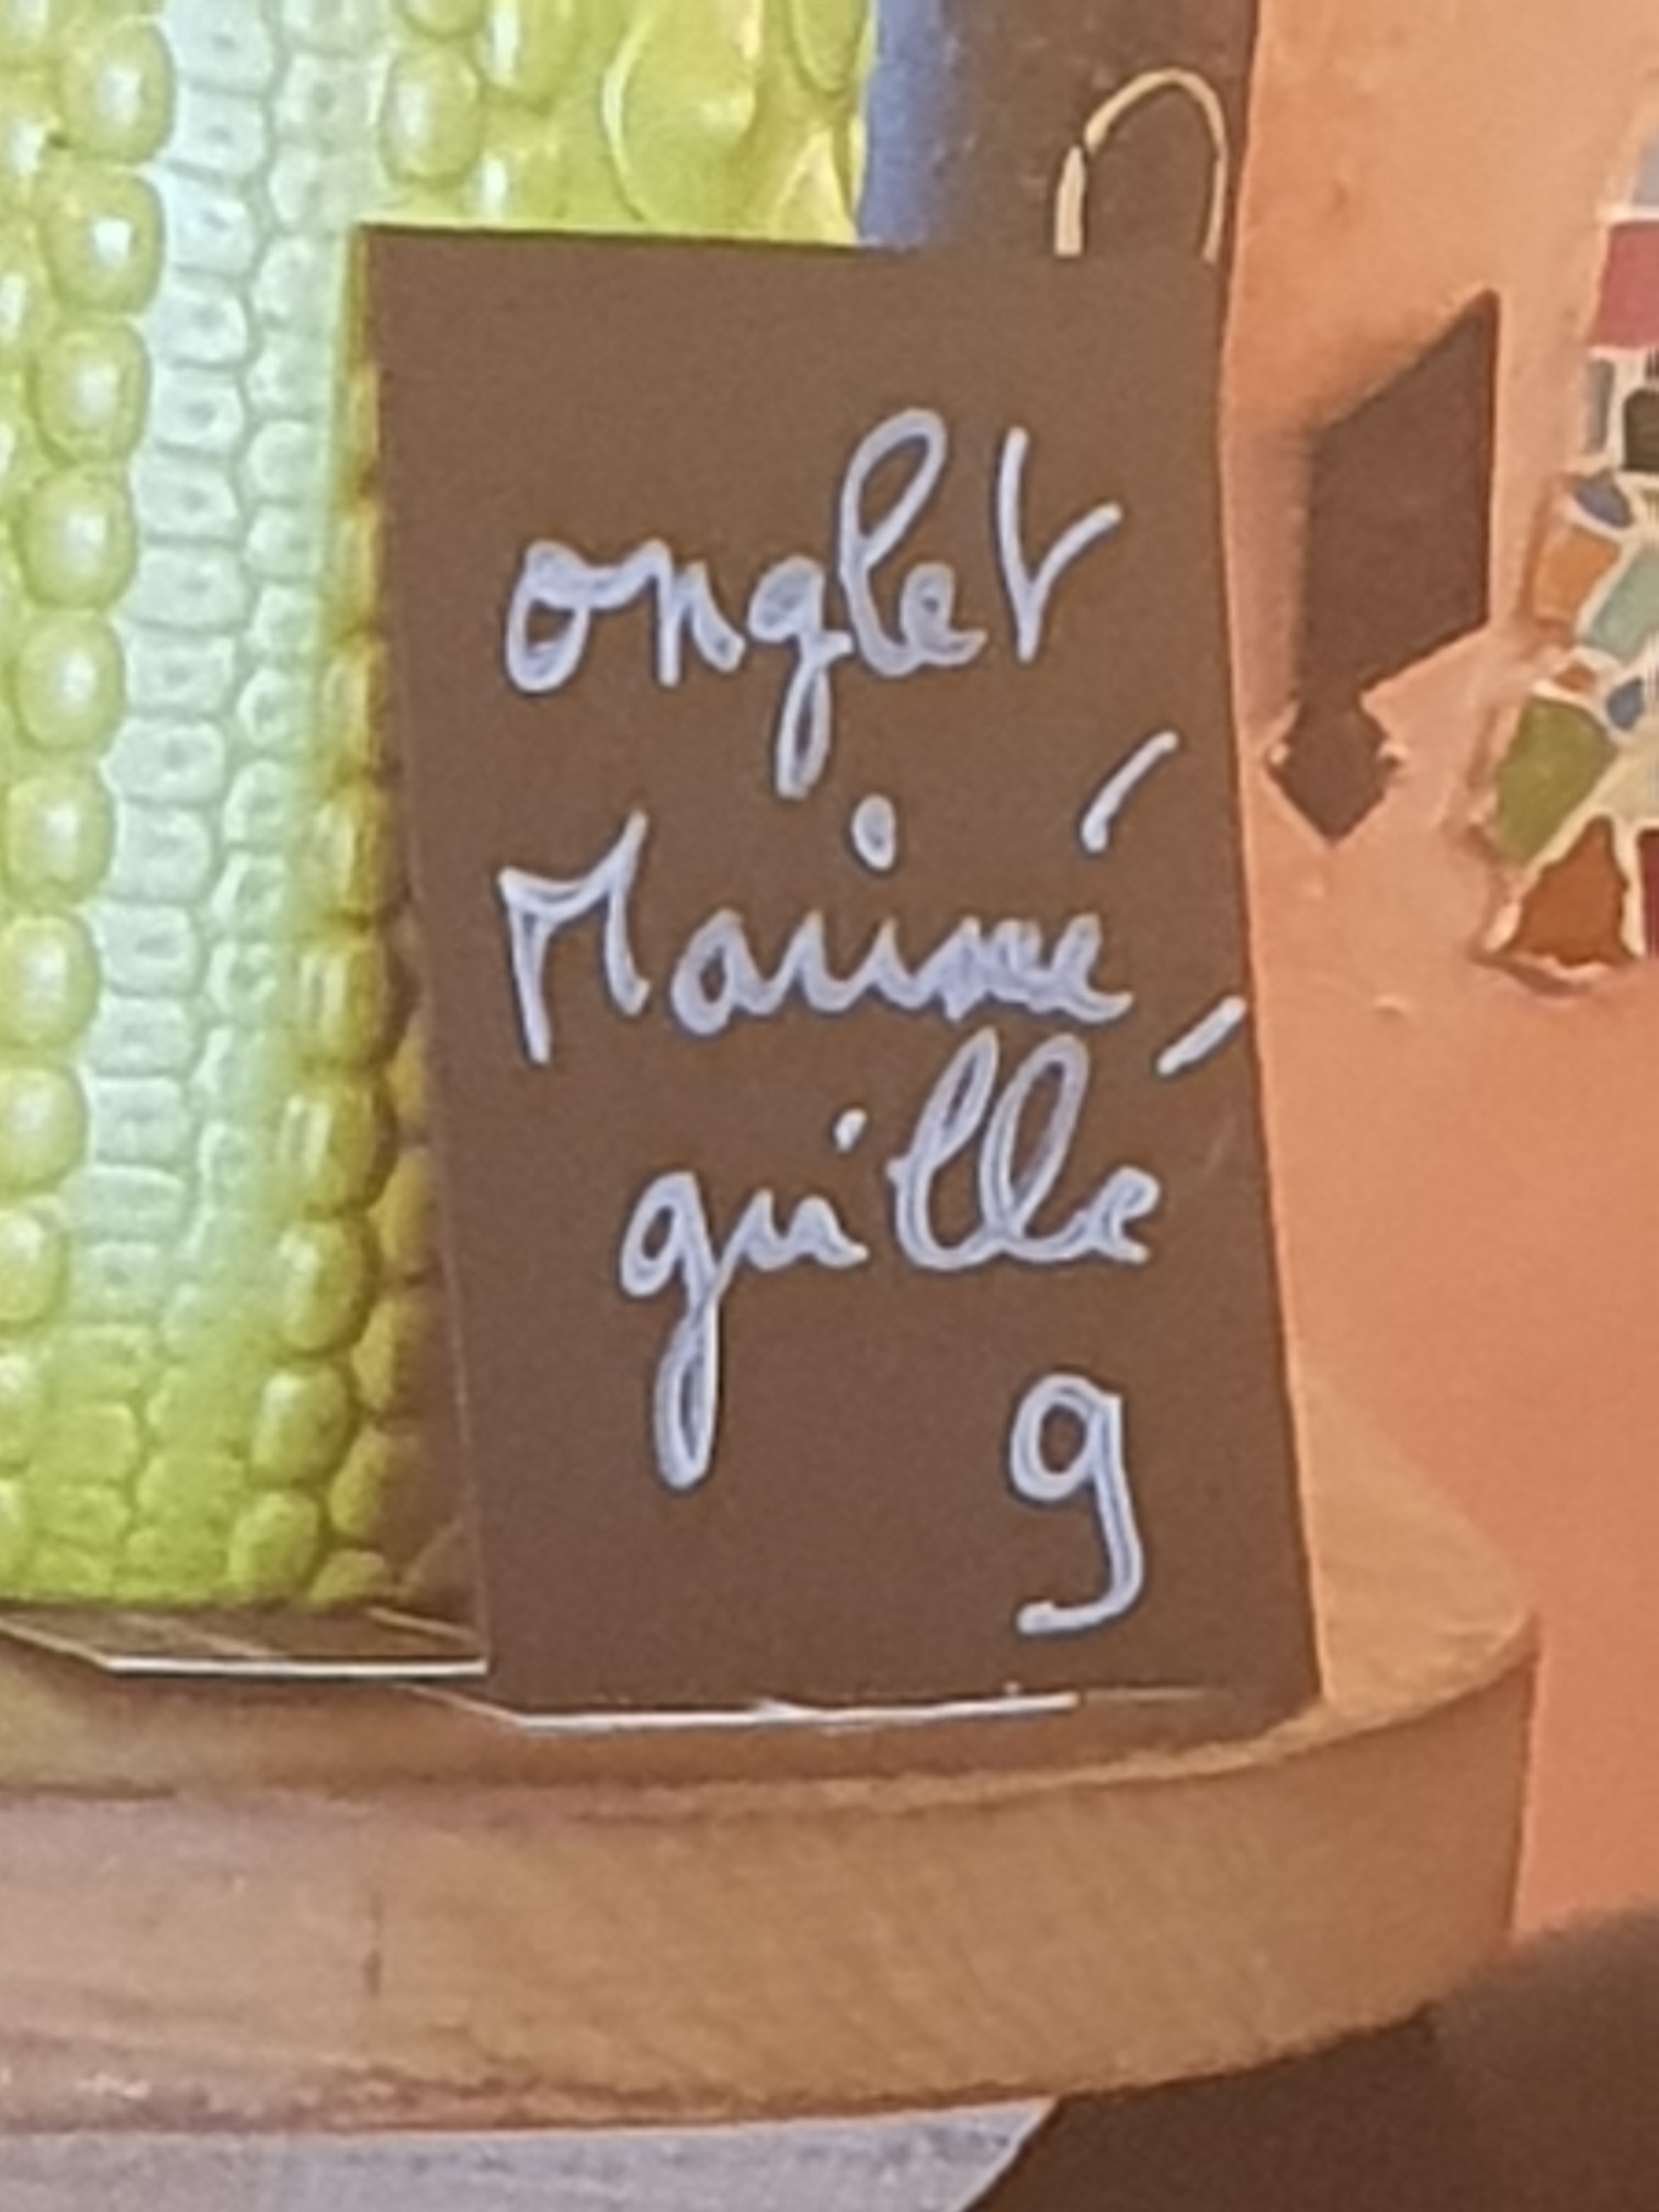 onglet
Mariné
grillé
9